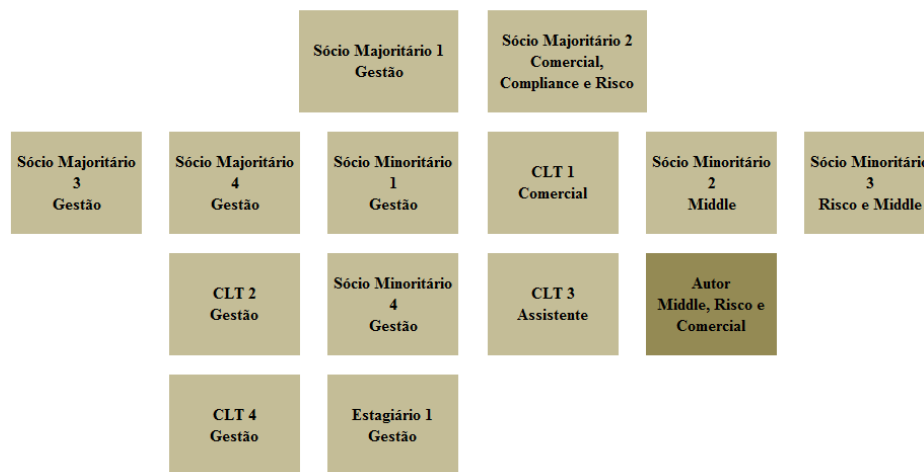 Sócio Majoritário 1
Gestão
Sócio Majoritário 2
Comercial,
Compliance e Risco
Sócio Majoritário
3
Gestão
Sócio Majoritário
4
Gestão
Sócio Minoritário
1
Gestão
CLT 1
Comercial
Sócio Minoritário
2
Middle
Sócio Minoritário
3
Risco e Middle
CLT 2
Gestão
Sócio Minoritário
4
Gestão
CLT 3
Assistente
Autor
Middle, Risco e
Comercial
CLT 4
Gestão
Estagiário 1
Gestão